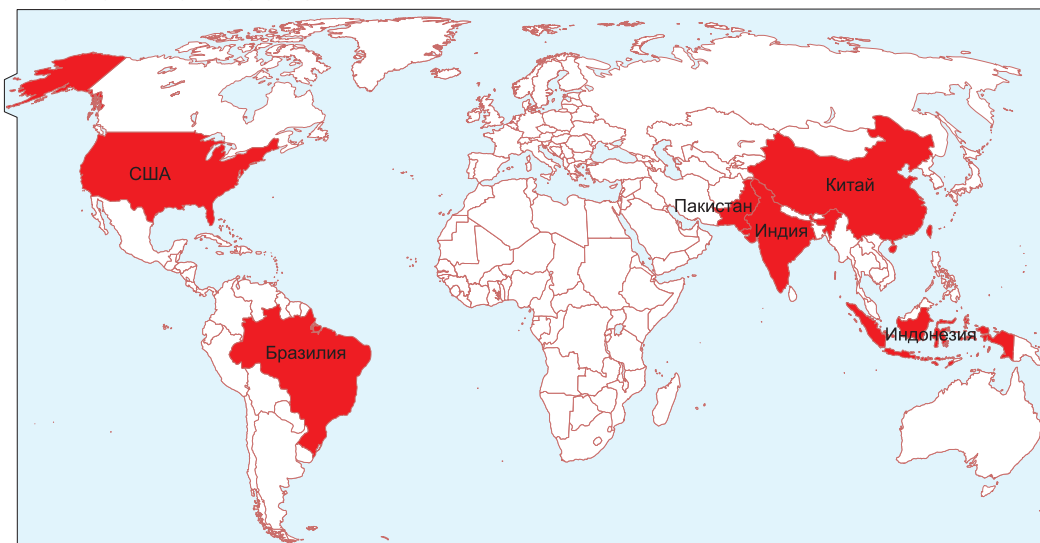 США
Китай
Пакистан
Индия
Индонезия
Бразилия